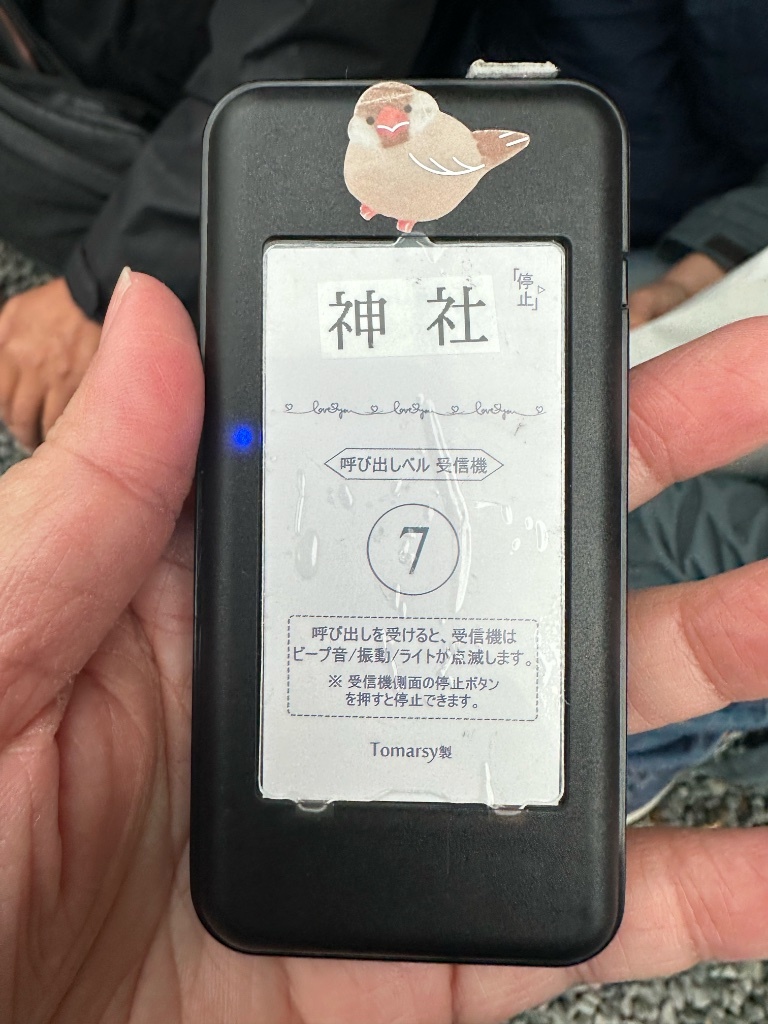 神 社
「停止」▷
love you love you love you
呼び出しベル 受信機
7
呼び出しを受けると、受信機は
ビープ音/振動/ライトが点滅します。
※ 受信機側面の停止ボタン
を押すと停止できます。
Tomarsy製